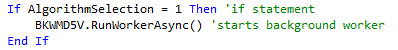 If AlgorithmSelection = 1 Then 'if statement
BKWMD5V.RunWorkerAsync() 'starts background worker
End If